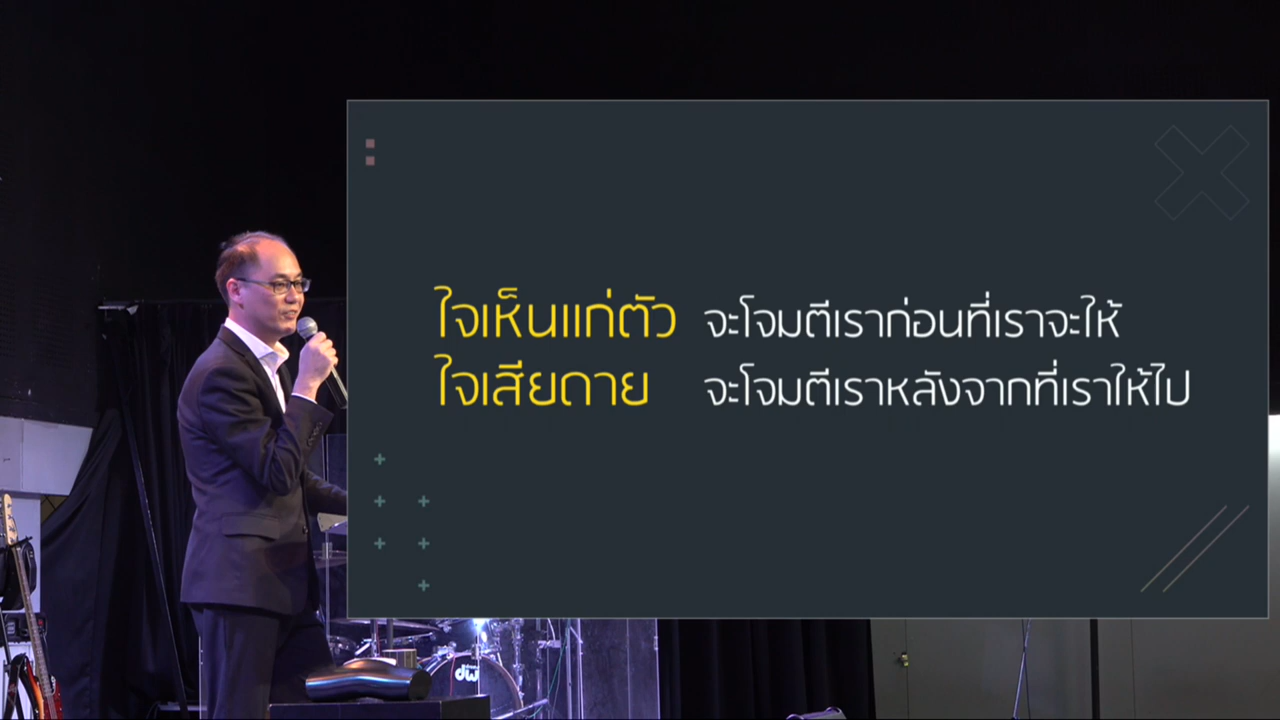 ใจเห็นแก่ตัว จะโจมตีเราก่อนที่เราจะให้
ใจเสียดาย จะโจมตีเราหลังจากที่เราให้ไป
dw